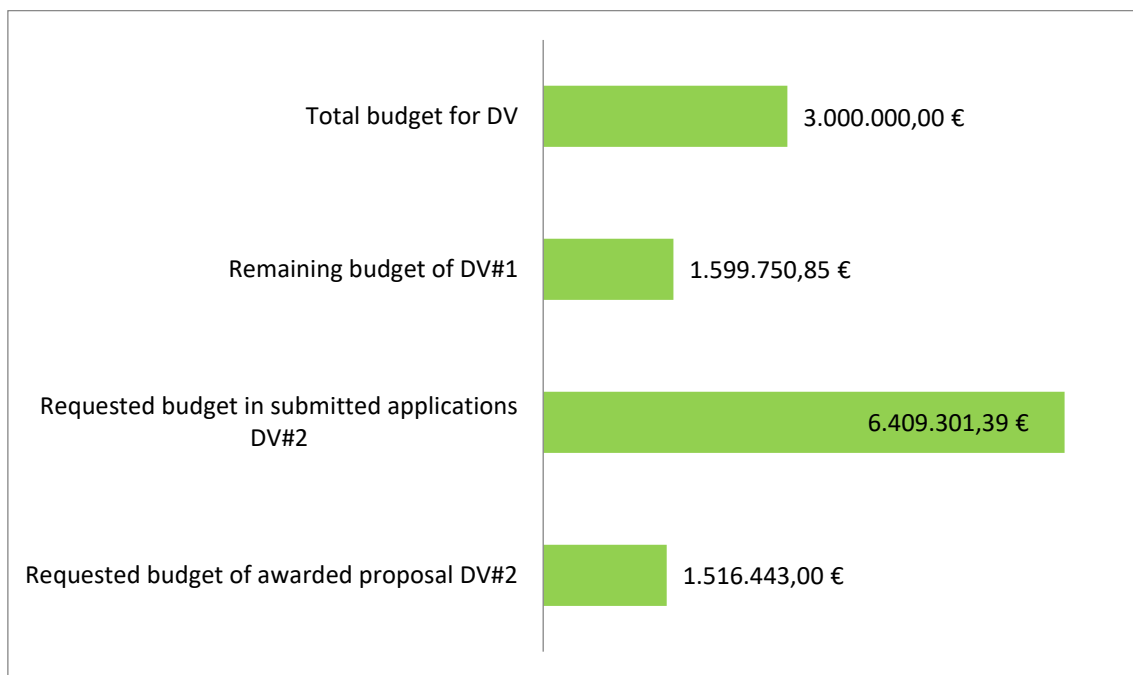 Total budget for DV
3.000.000,00 €
Remaining budget of DV#1
1.599.750,85 €
Requested budget in submitted applications
DV#2
6.409.301,39 €
Requested budget of awarded proposal DV#2
1.516.443,00 €